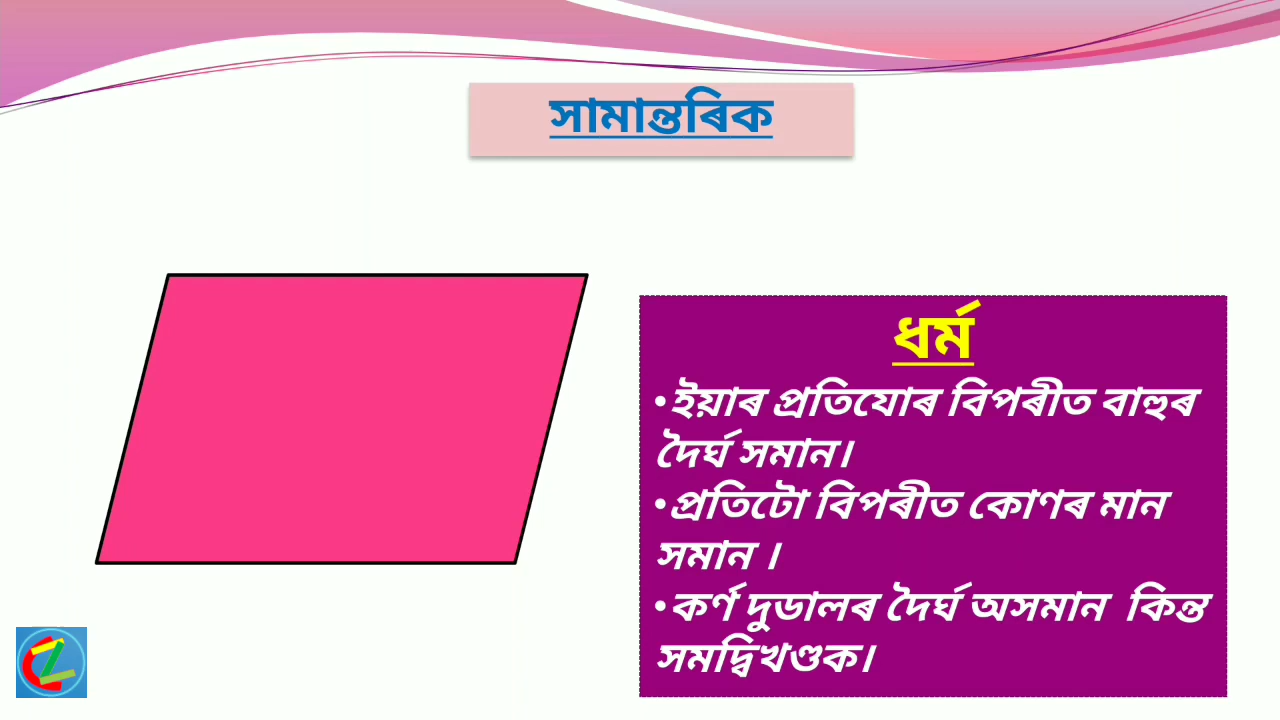 সামান্তৰিক
ধৰ্ম
•ইয়াৰ প্ৰতিযোৰ বিপৰীত বাহুৰ
দৈৰ্ঘ সমান।
•প্ৰতিটো বিপৰীত কোণৰ মান
সমান ।
•কৰ্ণ দুডালৰ দৈৰ্ঘ অসমান কিন্ত
সমদ্বিখণ্ডক।